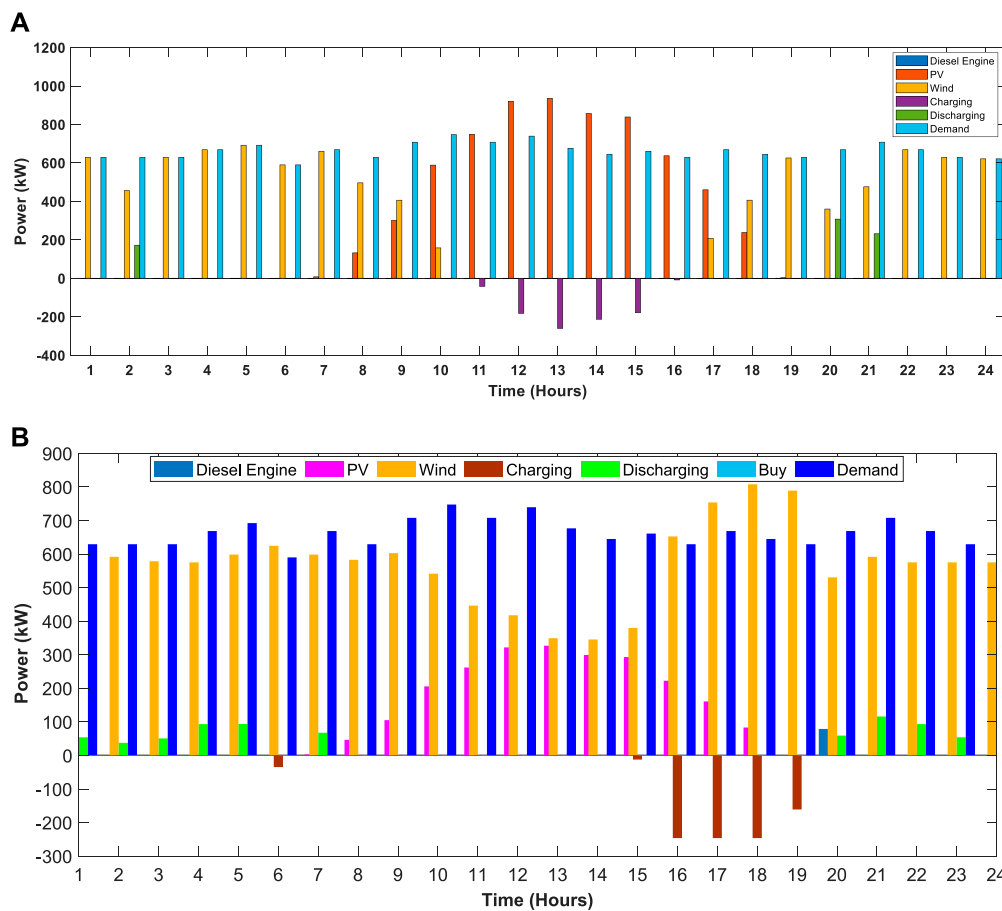 A
1200
1000
800
600
400
200
0
-200
-400
Power (kW)
Diesel Engine
PV
Wind
Charging
Discharging
Demand
1 2 3 4 5 6 7 8 9 10 11 12 13 14 15 16 17 18 19 20 21 22 23 24
Time (Hours)
B
900
800
700
600
500
400
300
200
100
0
-100
-200
-300
Power (kW)
Diesel Engine PV Wind Charging Discharging Buy Demand
1 2 3 4 5 6 7 8 9 10 11 12 13 14 15 16 17 18 19 20 21 22 23 24
Time (Hours)